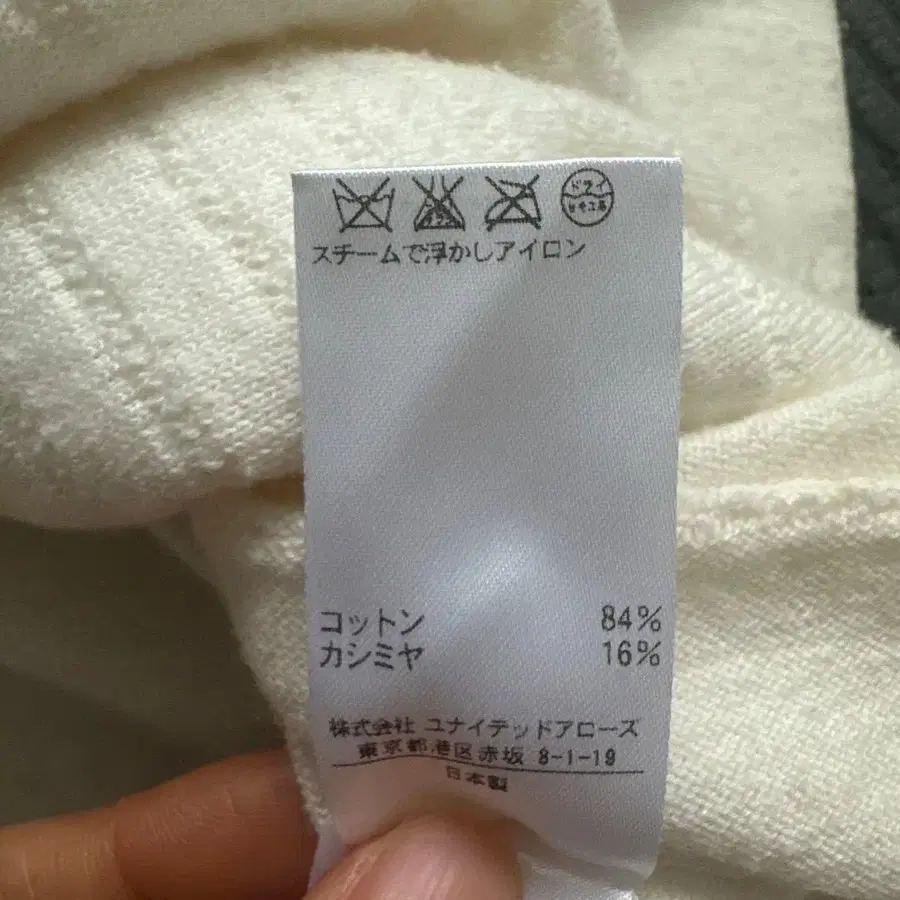 ドライ
セキユ系
スチームで浮かしアイロン
コットン 84%
カシミヤ 16%
株式会社 ユナイテッドアローズ
東京都港区赤坂 8-1-19
日本製